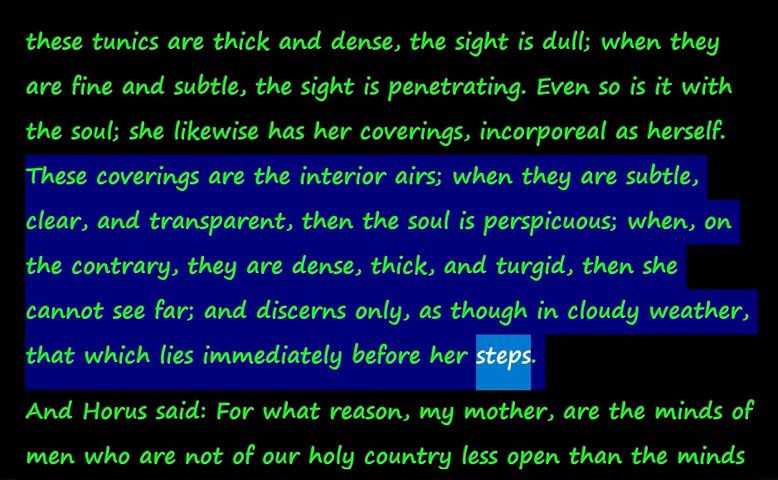 these tunics are thick and dense, the sight is dull; when they
are fine and subtle, the sight is penetrating. Even so is it with
the soul; she likewise has her coverings, incorporeal as herself.
These coverings are the interior airs; when they are subtle,
clear, and transparent, then the soul is perspicuous; when, on
the contrary, they are dense, thick, and turgid, then she
cannot see far; and discerns only, as though in cloudy weather,
that which lies immediately before her steps.
And Horus said: For what reason, my mother, are the minds of
men who are not of our holy country less open than the minds